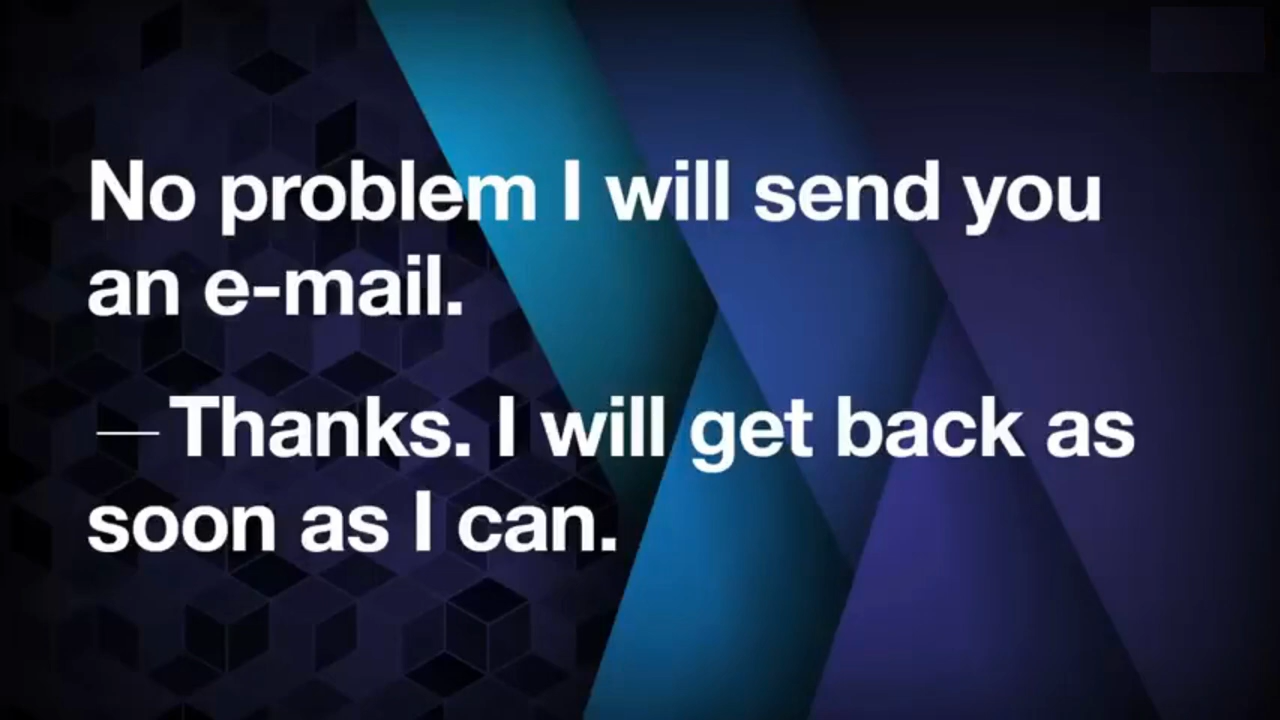 No problem I will send you
an e-mail.
— Thanks. I will get back as
soon as I can.